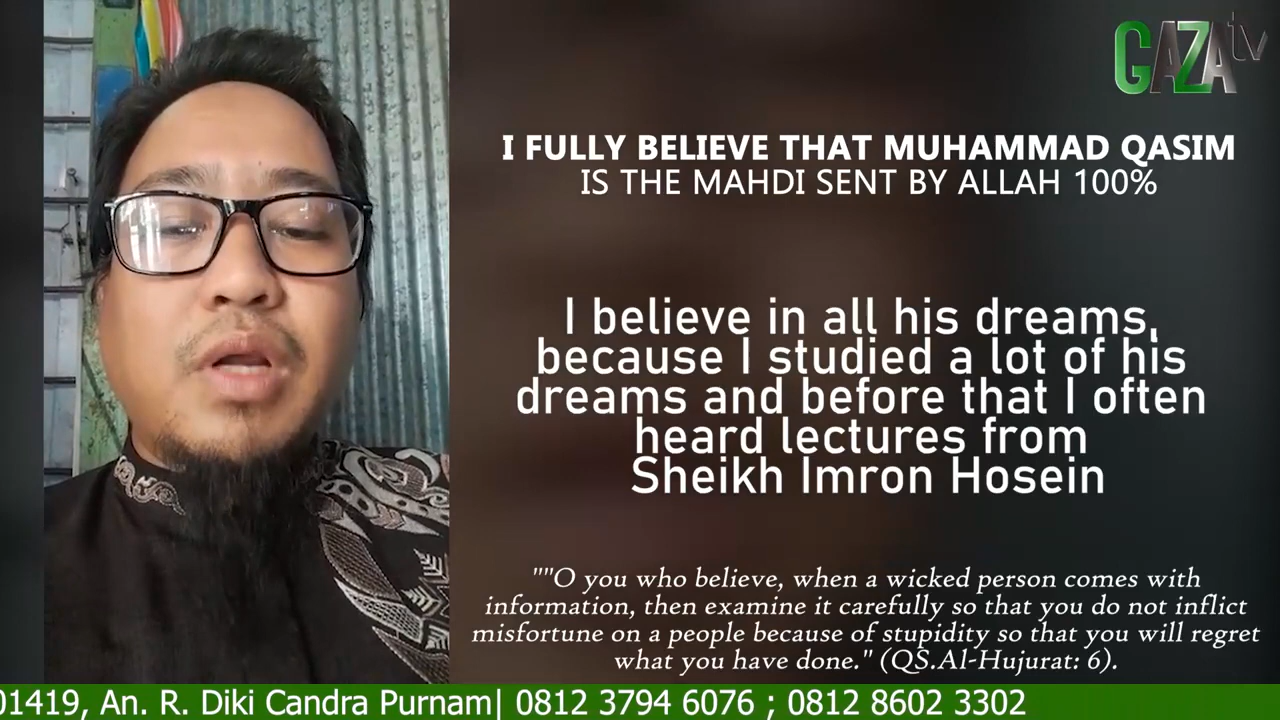 GAZA tv
I FULLY BELIEVE THAT MUHAMMAD QASIM
IS THE MAHDI SENT BY ALLAH 100%
I believe in all his dreams,
because I studied a lot of his
dreams and before that I often
heard lectures from
Sheikh Imron Hosein
""O you who believe, when a wicked person comes with
information, then examine it carefully so that you do not inflict
misfortune on a people because of stupidity so that you will regret
what you have done." (QS.Al-Hujurat: 6).
01419, An. R. Diki Candra Purnam| 0812 3794 6076 ; 0812 8602 3302